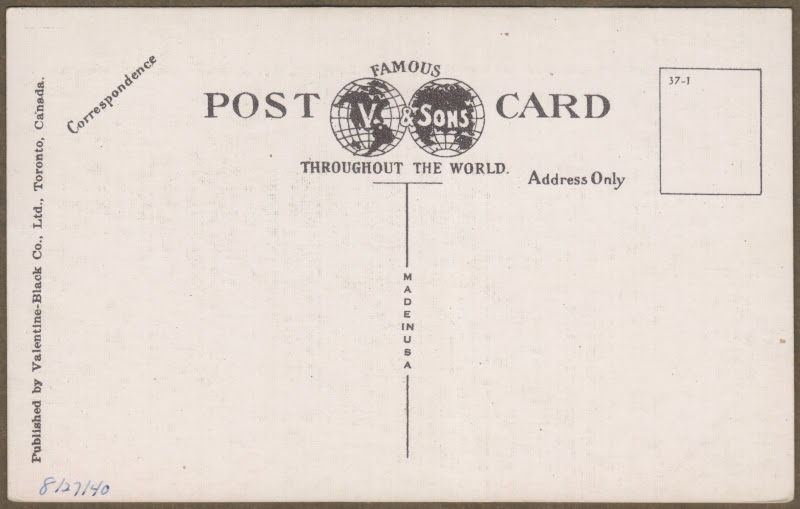 Published by Valentine-Black Co., Ltd., Toronto, Canada.
Correspondence
FAMOUS
POST CARD
V. & SONS
THROUGHOUT THE WORLD.
Address Only
37-1
MADE IN USA
8/27/40